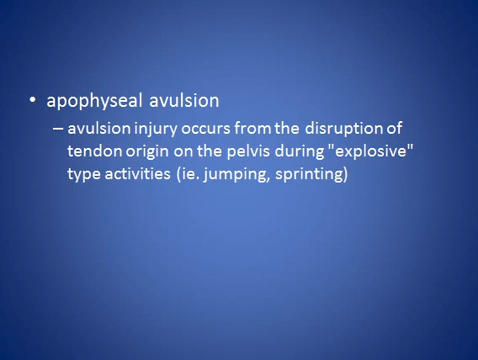 • apophyseal avulsion
– avulsion injury occurs from the disruption of
tendon origin on the pelvis during "explosive"
type activities (ie. jumping, sprinting)